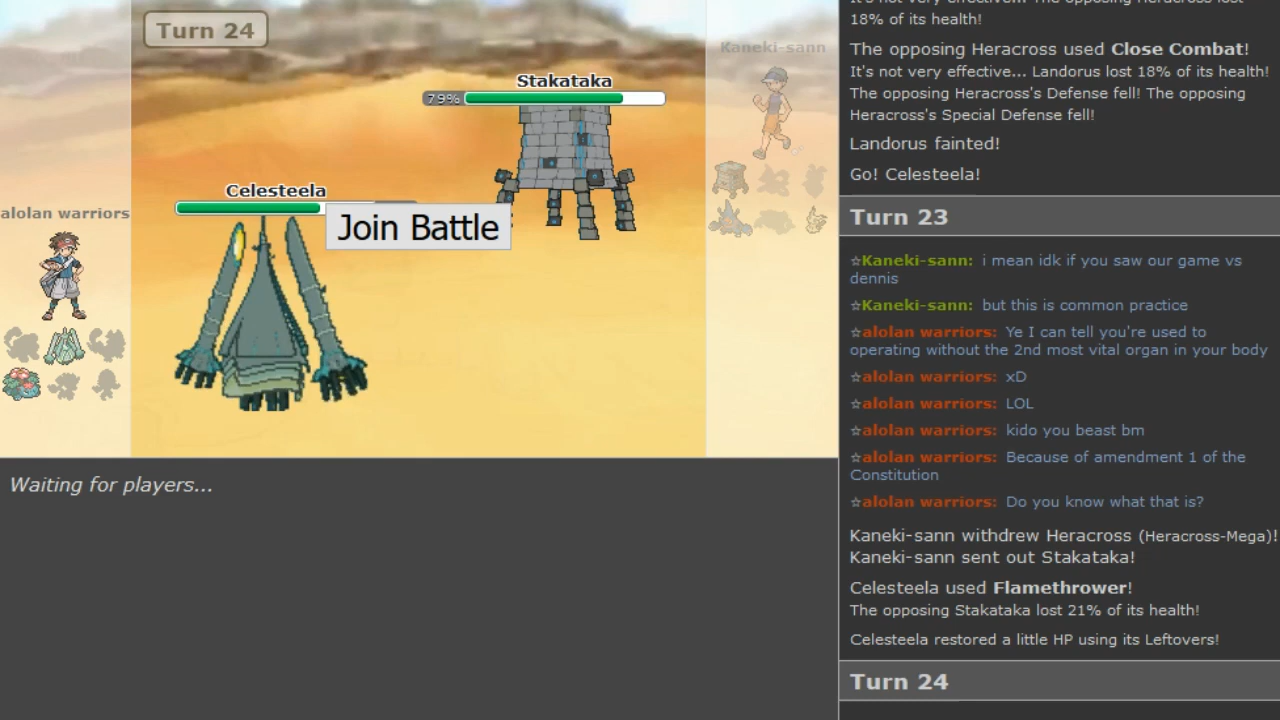 Turn 24
Kaneki-sann
Stakataka
79%
Celesteela
alolan warriors
Join Battle
Waiting for players...
18% of its health!
The opposing Heracross used Close Combat!
It's not very effective... Landorus lost 18% of its health!
The opposing Heracross's Defense fell! The opposing
Heracross's Special Defense fell!
Landorus fainted!
Go! Celesteela!
Turn 23
☆Kaneki-sann: i mean idk if you saw our game vs
dennis
☆Kaneki-sann: but this is common practice
☆alolan warriors: Ye I can tell you're used to
operating without the 2nd most vital organ in your body
☆alolan warriors: xD
☆alolan warriors: LOL
☆alolan warriors: kido you beast bm
☆alolan warriors: Because of amendment 1 of the
Constitution
☆alolan warriors: Do you know what that is?
Kaneki-sann withdrew Heracross (Heracross-Mega)!
Kaneki-sann sent out Stakataka!
Celesteela used Flamethrower!
The opposing Stakataka lost 21% of its health!
Celesteela restored a little HP using its Leftovers!
Turn 24